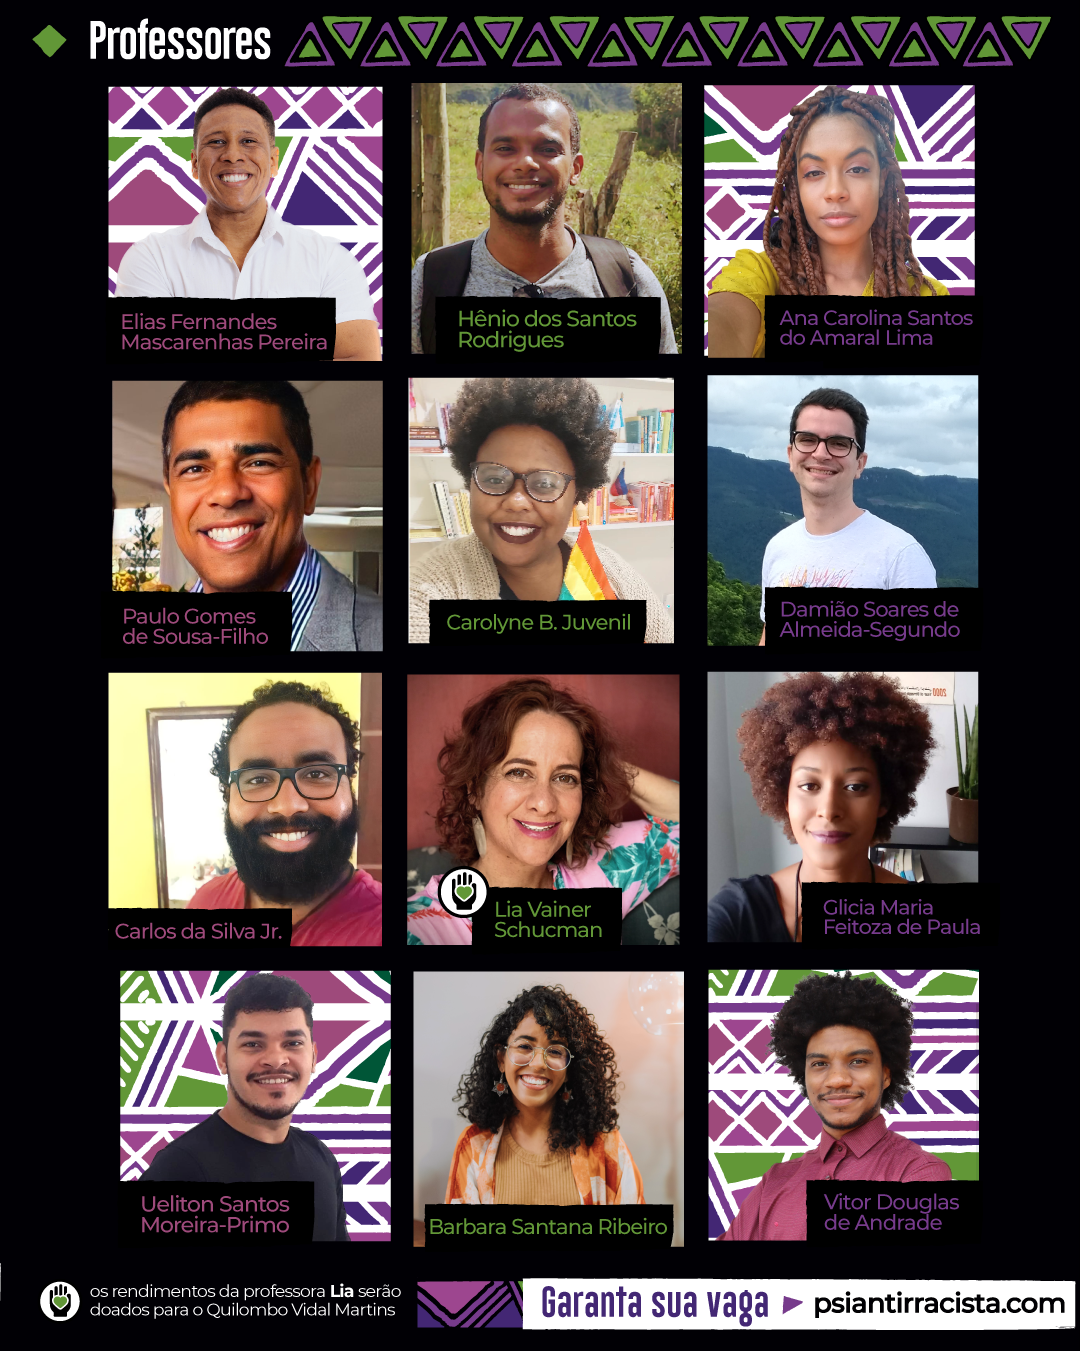 Professores
Elias Fernandes
Mascarenhas Pereira
Hênio dos Santos
Rodrigues
Ana Carolina Santos
do Amaral Lima
Paulo Gomes
de Sousa-Filho
Carolyne B. Juvenil
Damião Soares de
Almeida-Segundo
Carlos da Silva Jr.
Lia Vainer
Schucman
Glicia Maria
Feitoza de Paula
Ueliton Santos
Moreira-Primo
Barbara Santana Ribeiro
Vitor Douglas
de Andrade
os rendimentos da professora Lia serão
doados para o Quilombo Vidal Martins
Garanta sua vaga
psiantirracista.com